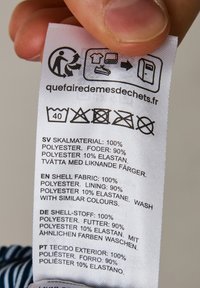 quefairedemesdechets.fr
40
SV SKALMATERIAL: 100%
POLYESTER. FODER: 90%
POLYESTER 10% ELASTAN.
TVÄTTA MED LIKNANDE FÄRGER.
EN SHELL FABRIC: 100%
POLYESTER. LINING: 90%
POLYESTER 10% ELASTANE. WASH
WITH SIMILAR COLOURS.
DE SHELL-STOFF: 100%
POLYESTER. FUTTER: 90%
POLYESTER 10% ELASTAN. MIT
ÄHNLICHEN FARBEN WASCHEN.
PT TECIDO EXTERIOR: 100%
POLIÉSTER. FORRO: 90%
POLIÉSTER 10% ELASTANO.